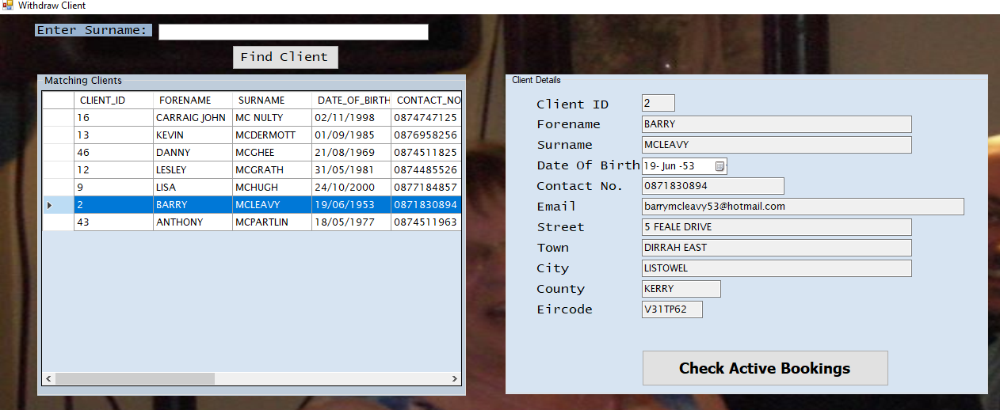 Withdraw Client
Enter Surname:
Find Client
Matching Clients
CLIENT_ID FORENAME SURNAME DATE_OF_BIRTH CONTACT_NO
16 CARRAIG JOHN MC NULTY 02/11/1998 0874747125
13 KEVIN MCDERMOTT 01/09/1985 0876958256
46 DANNY MCGHEE 21/08/1969 0874511825
12 LESLEY MCGRATH 31/05/1981 0874485526
9 LISA MCHUGH 24/10/2000 0877184857
2 BARRY MCLEAVY 19/06/1953 0871830894
43 ANTHONY MCPARTLIN 18/05/1977 0874511963
Client Details
Client ID 2
Forename BARRY
Surname MCLEAVY
Date Of Birth 19- Jun -53
Contact No. 0871830894
Email barrymcleavy53@hotmail.com
Street 5 FEALE DRIVE
Town DIRRAH EAST
City LISTOWEL
County KERRY
Eircode V31TP62
Check Active Bookings